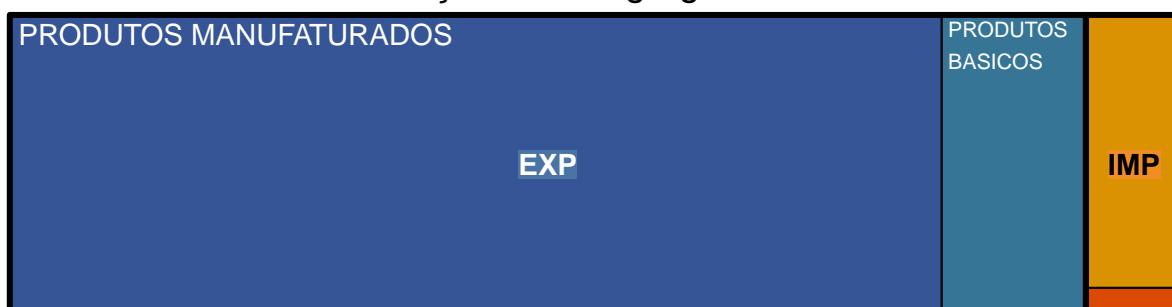 PRODUTOS MANUFATURADOS
PRODUTOS
BASICOS
EXP
IMP